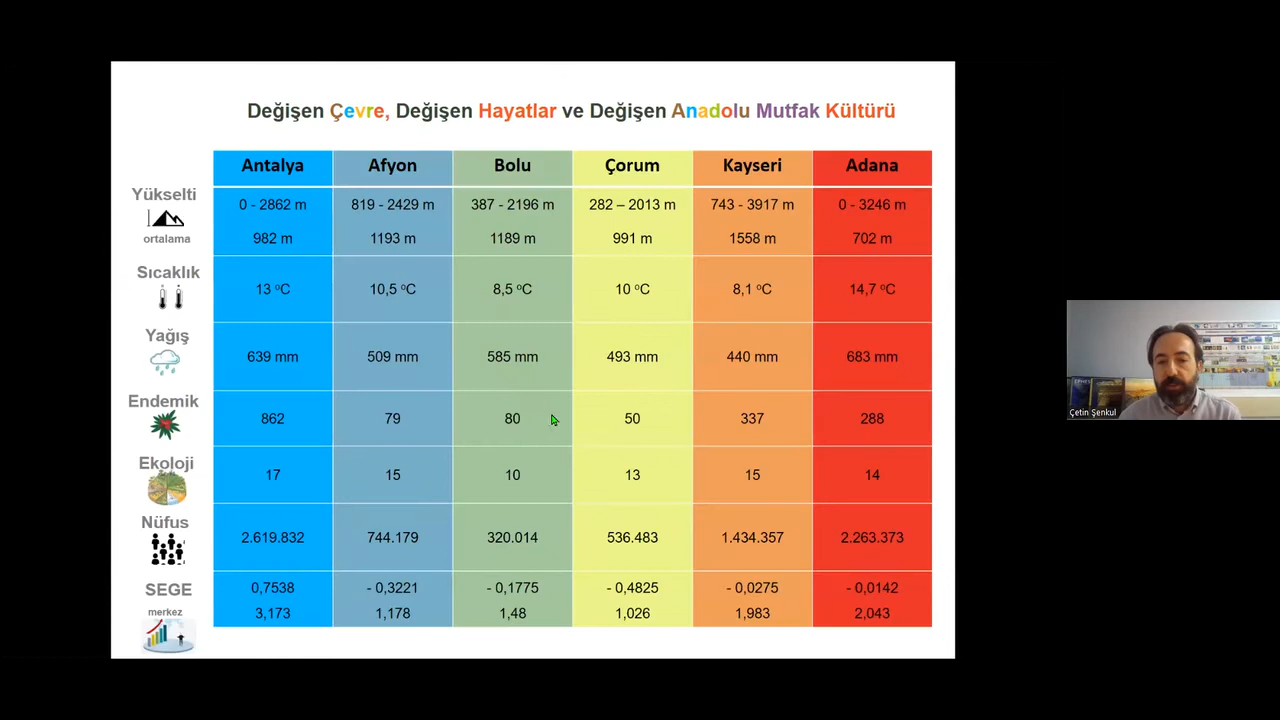 Değişen Çevre, Değişen Hayatlar ve Değişen Anadolu Mutfak Kültürü
Antalya Afyon Bolu Çorum Kayseri Adana
Yükselti
0 - 2862 m 819 - 2429 m 387 - 2196 m 282 – 2013 m 743 - 3917 m 0 - 3246 m
ortalama 982 m 1193 m 1189 m 991 m 1558 m 702 m
Sıcaklık
13 ºC 10,5 ºC 8,5 ºC 10 ºC 8,1 ºC 14,7 ºC
Yağış
639 mm 509 mm 585 mm 493 mm 440 mm 683 mm
Endemik
862 79 80 50 337 288
Ekoloji
17 15 10 13 15 14
Nüfus
2.619.832 744.179 320.014 536.483 1.434.357 2.263.373
SEGE 0,7538 - 0,3221 - 0,1775 - 0,4825 - 0,0275 - 0,0142
merkez 3,173 1,178 1,48 1,026 1,983 2,043
Çetin Şenkul